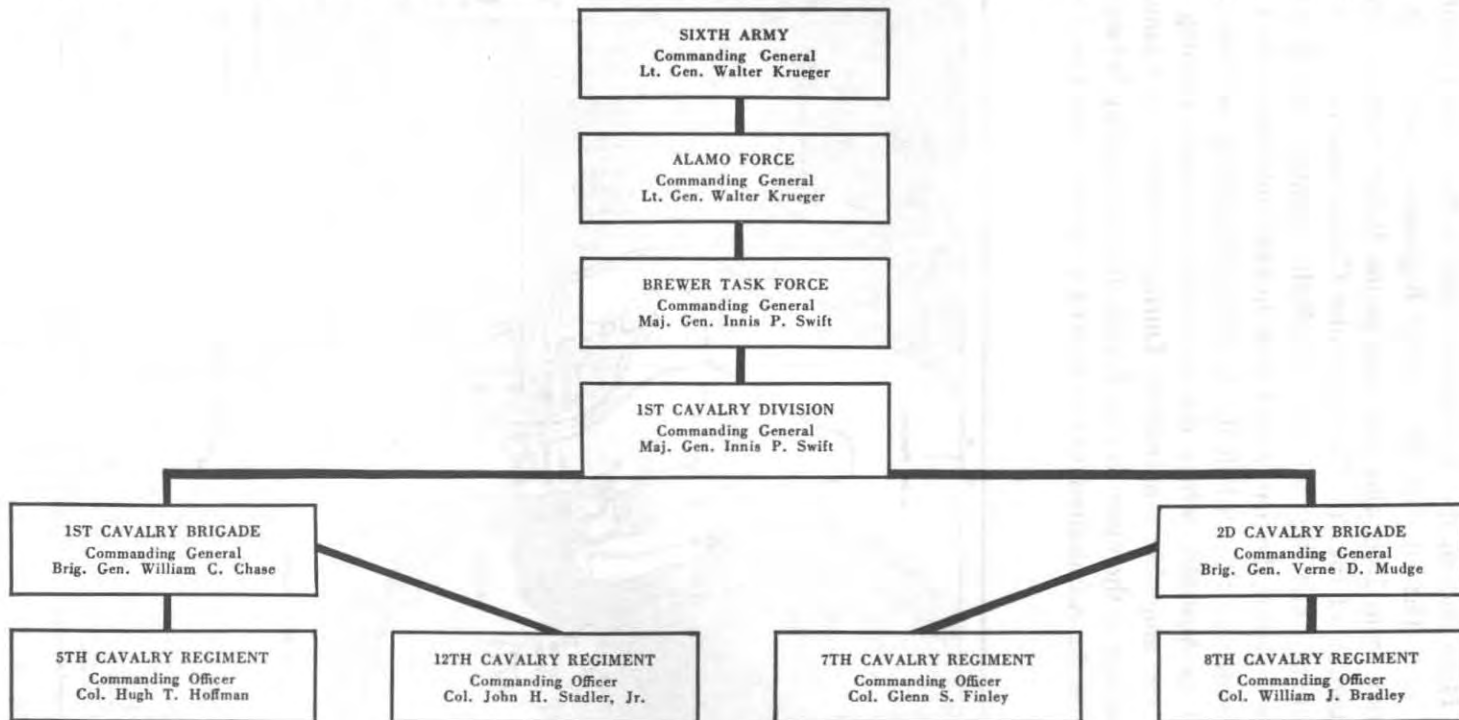 SIXTH ARMY
Commanding General
Lt. Gen. Walter Krueger
ALAMO FORCE
Commanding General
Lt. Gen. Walter Krueger
BREWER TASK FORCE
Commanding General
Maj. Gen. Innis P. Swift
1ST CAVALRY DIVISION
Commanding General
Maj. Gen. Innis P. Swift
1ST CAVALRY BRIGADE
Commanding General
Brig. Gen. William C. Chase
2D CAVALRY BRIGADE
Commanding General
Brig. Gen. Verne D. Mudge
5TH CAVALRY REGIMENT
Commanding Officer
Col. Hugh T. Hoffman
12TH CAVALRY REGIMENT
Commanding Officer
Col. John H. Stadler, Jr.
7TH CAVALRY REGIMENT
Commanding Officer
Col. Glenn S. Finley
8TH CAVALRY REGIMENT
Commanding Officer
Col. William J. Bradley